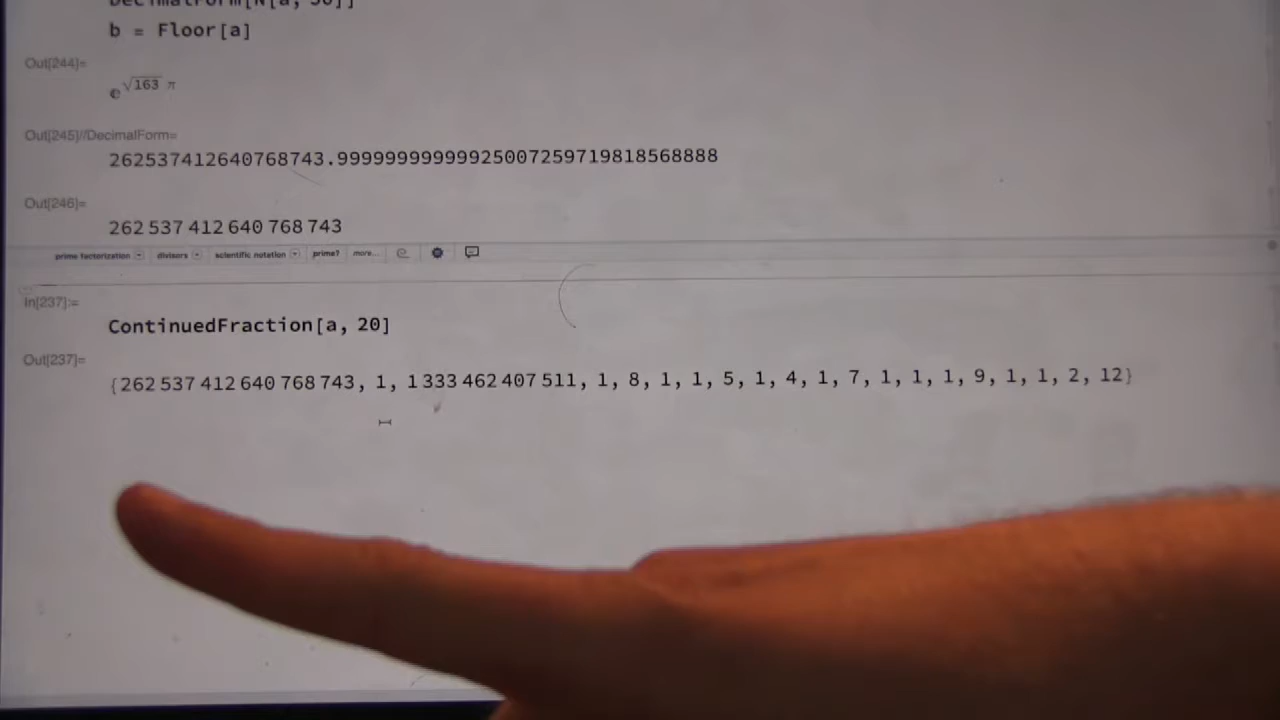 DecimalForm[N[a, 50]]
b = Floor[a]
Out[244]=
e^√163 π
Out[245]//DecimalForm=
262537412640768743.99999999999925007259719818568888
Out[246]=
262 537 412 640 768 743
prime factorization divisors scientific notation prime? more...
In[237]:=
ContinuedFraction[a, 20]
Out[237]=
{262 537 412 640 768 743, 1, 1 333 462 407 511, 1, 8, 1, 1, 5, 1, 4, 1, 7, 1, 1, 1, 9, 1, 1, 2, 12}